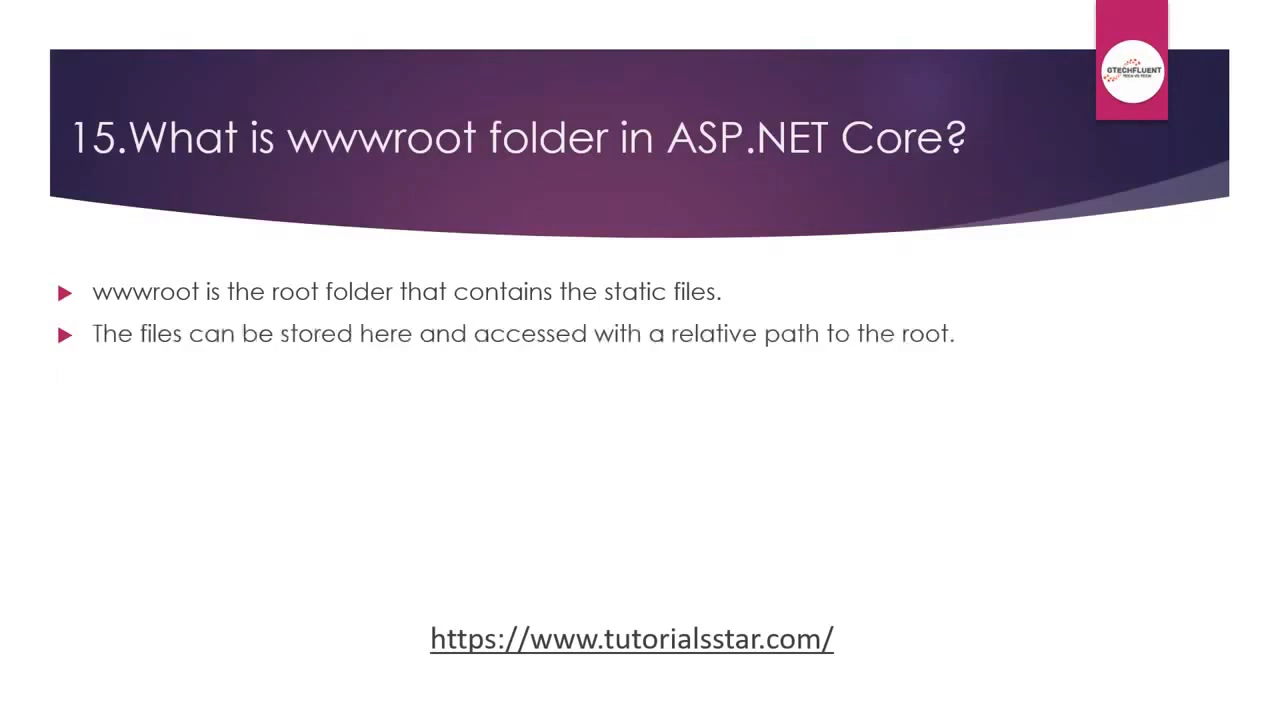 GTECHFLUENT
15.What is wwwroot folder in ASP.NET Core?
wwwroot is the root folder that contains the static files.
The files can be stored here and accessed with a relative path to the root.
https://www.tutorialsstar.com/